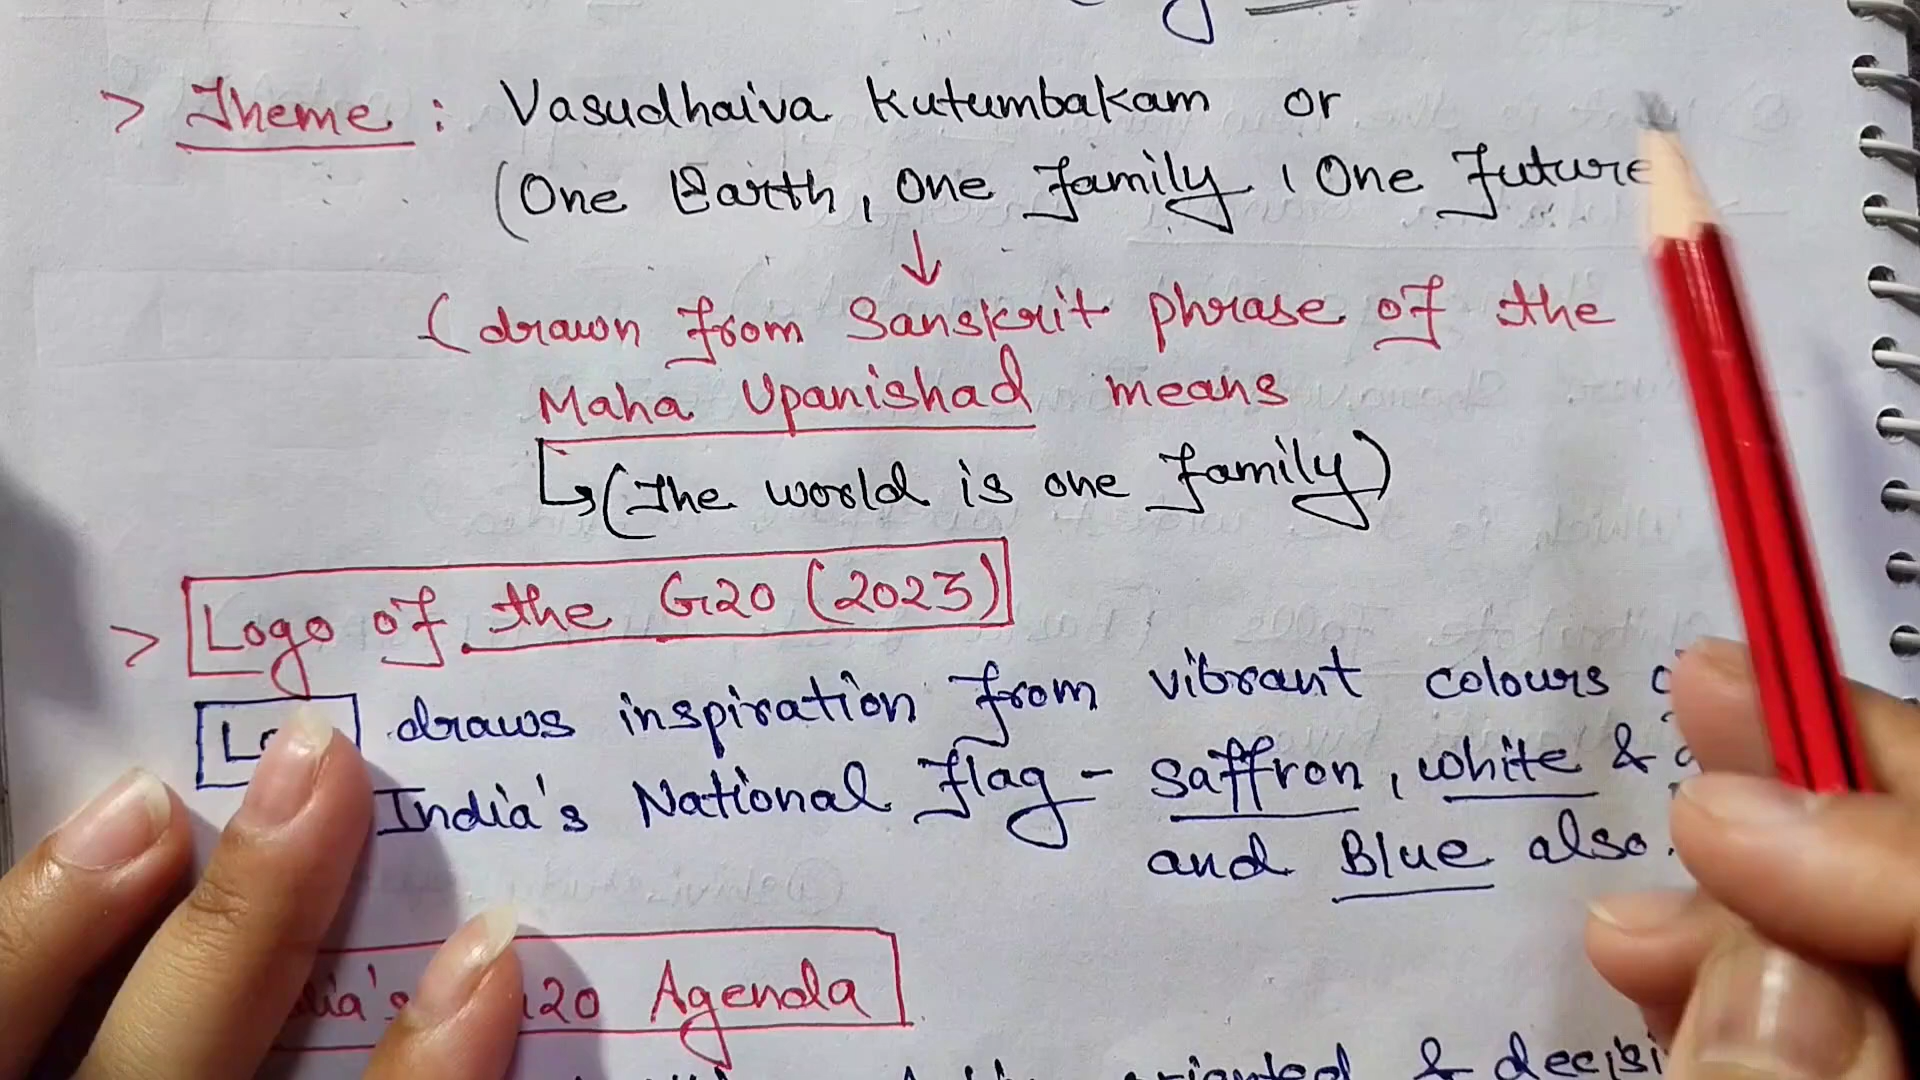 > Theme : Vasudhaiva Kutumbakam or
(One Earth, One Family, One Future
(drawn from Sanskrit phrase of the
Maha Upanishad means
(The world is one family)
> Logo of the G20 (2023)
draws inspiration from vibrant colours
India's National Flag - Saffron, white &
and Blue also.
G20 Agenda
oriented &